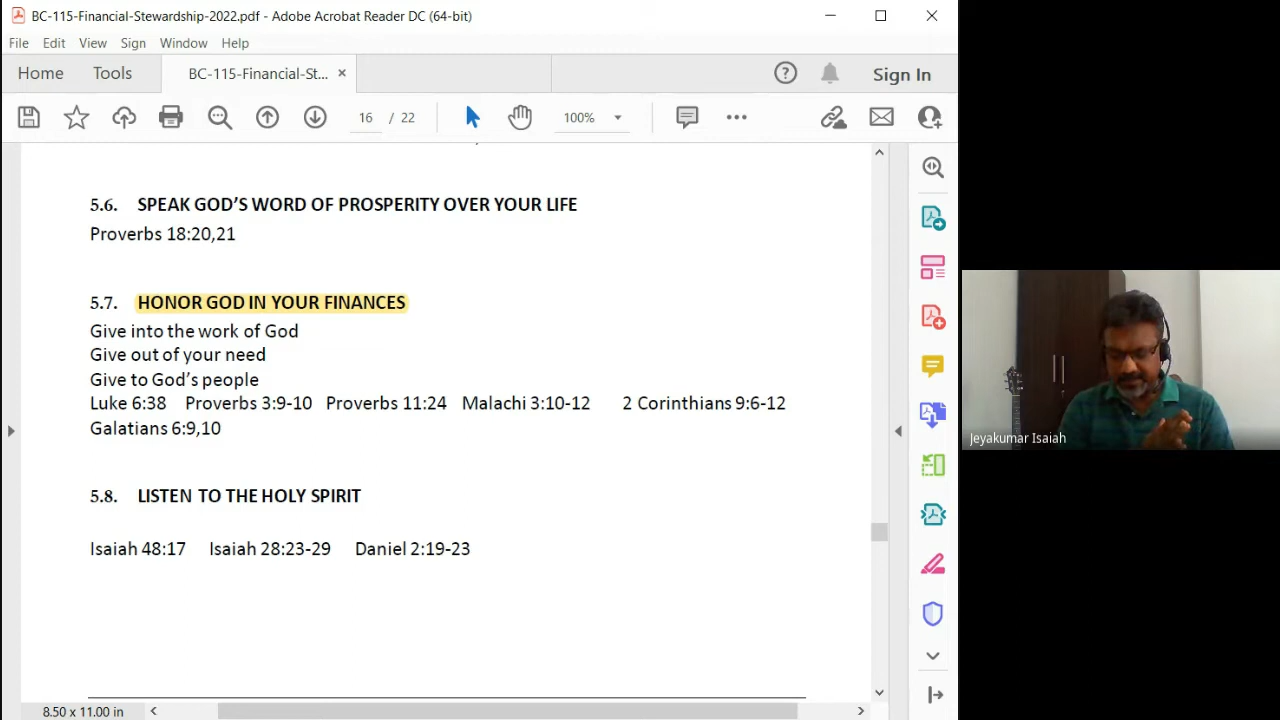 BC-115-Financial-Stewardship-2022.pdf - Adobe Acrobat Reader DC (64-bit)
File Edit View Sign Window Help
Home Tools BC-115-Financial-St... × Sign In
16 / 22 100%
5.6. SPEAK GOD'S WORD OF PROSPERITY OVER YOUR LIFE
Proverbs 18:20,21
5.7. HONOR GOD IN YOUR FINANCES
Give into the work of God
Give out of your need
Give to God's people
Luke 6:38 Proverbs 3:9-10 Proverbs 11:24 Malachi 3:10-12 2 Corinthians 9:6-12
Galatians 6:9,10
5.8. LISTEN TO THE HOLY SPIRIT
Isaiah 48:17 Isaiah 28:23-29 Daniel 2:19-23
8.50 x 11.00 in
Jeyakumar Isaiah